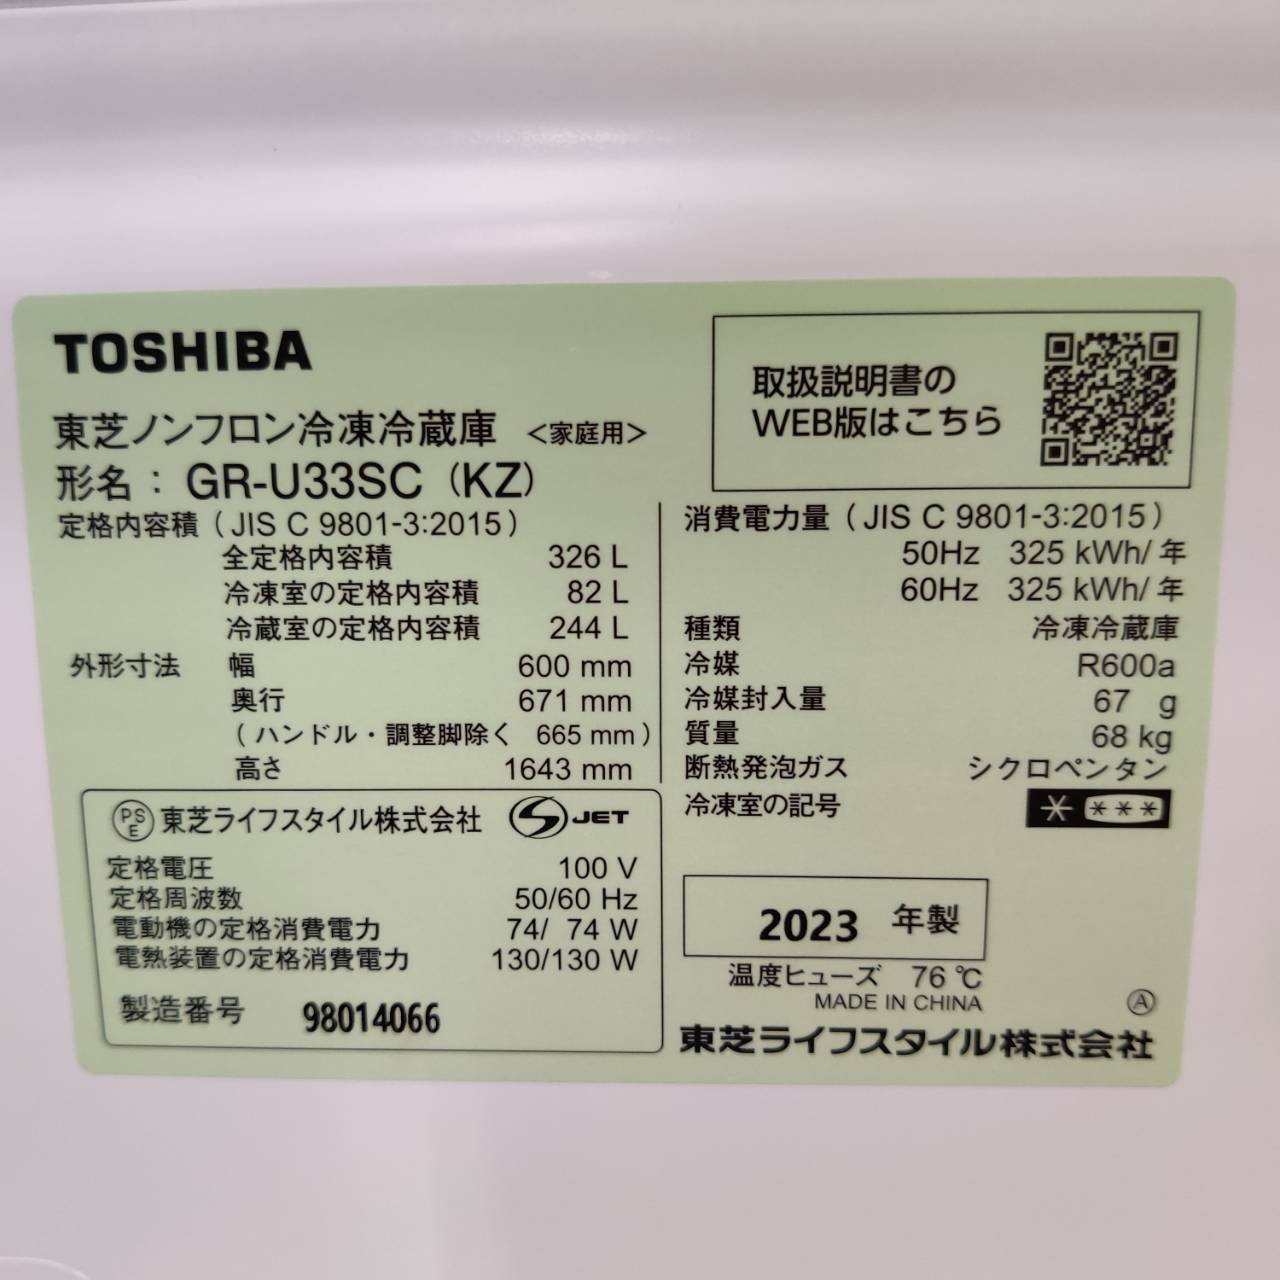 TOSHIBA
東芝ノンフロン冷凍冷蔵庫 <家庭用>
形名： GR-U33SC (KZ)
取扱説明書の
WEB版はこちら
定格内容積 (JIS C 9801-3:2015)
全定格内容積 326 L
冷凍室の定格内容積 82 L
冷蔵室の定格内容積 244 L
外形寸法 幅 600 mm
奥行 671 mm
(ハンドル・調整脚除く 665 mm)
高さ 1643 mm
PSE 東芝ライフスタイル株式会社 S JET
定格電圧 100 V
定格周波数 50/60 Hz
電動機の定格消費電力 74/ 74 W
電熱装置の定格消費電力 130/130 W
製造番号 98014066
消費電力量 (JIS C 9801-3:2015)
50Hz 325 kWh/年
60Hz 325 kWh/年
種類 冷凍冷蔵庫
冷媒 R600a
冷媒封入量 67 g
質量 68 kg
断熱発泡ガス シクロペンタン
冷凍室の記号 * ***
2023 年製
温度ヒューズ 76℃
MADE IN CHINA Ⓐ
東芝ライフスタイル株式会社